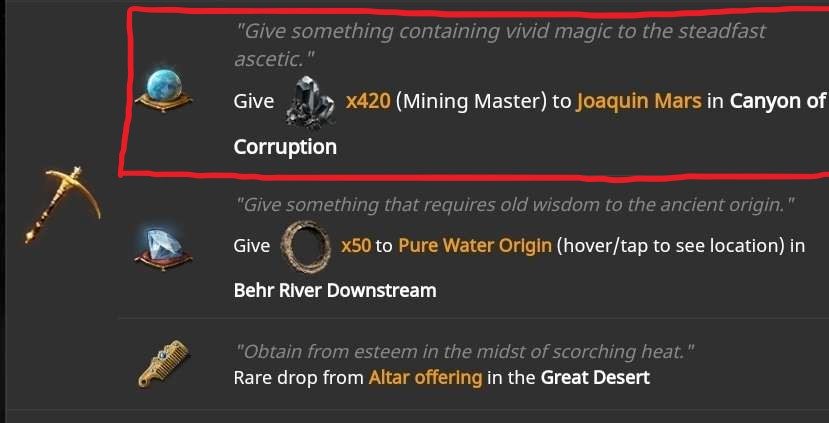 "Give something containing vivid magic to the steadfast
ascetic."
Give x420 (Mining Master) to Joaquin Mars in Canyon of
Corruption
"Give something that requires old wisdom to the ancient origin."
Give x50 to Pure Water Origin (hover/tap to see location) in
Behr River Downstream
"Obtain from esteem in the midst of scorching heat."
Rare drop from Altar offering in the Great Desert